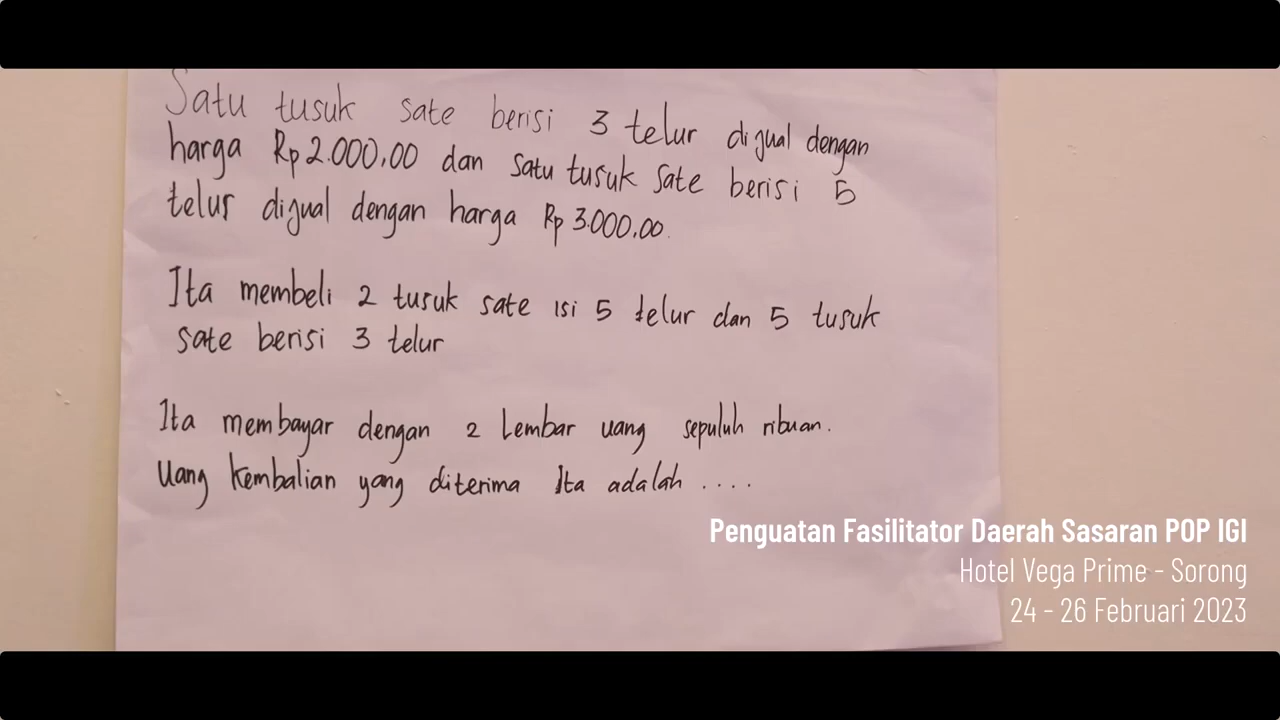 Satu tusuk sate berisi 3 telur dijual dengan
harga Rp 2.000,00 dan satu tusuk sate berisi 5
telur dijual dengan harga Rp 3.000,00.
Ita membeli 2 tusuk sate isi 5 telur dan 5 tusuk
sate berisi 3 telur
Ita membayar dengan 2 lembar uang sepuluh ribuan.
Uang kembalian yang diterima Ita adalah ....
Penguatan Fasilitator Daerah Sasaran POP IGI
Hotel Vega Prime - Sorong
24 - 26 Februari 2023